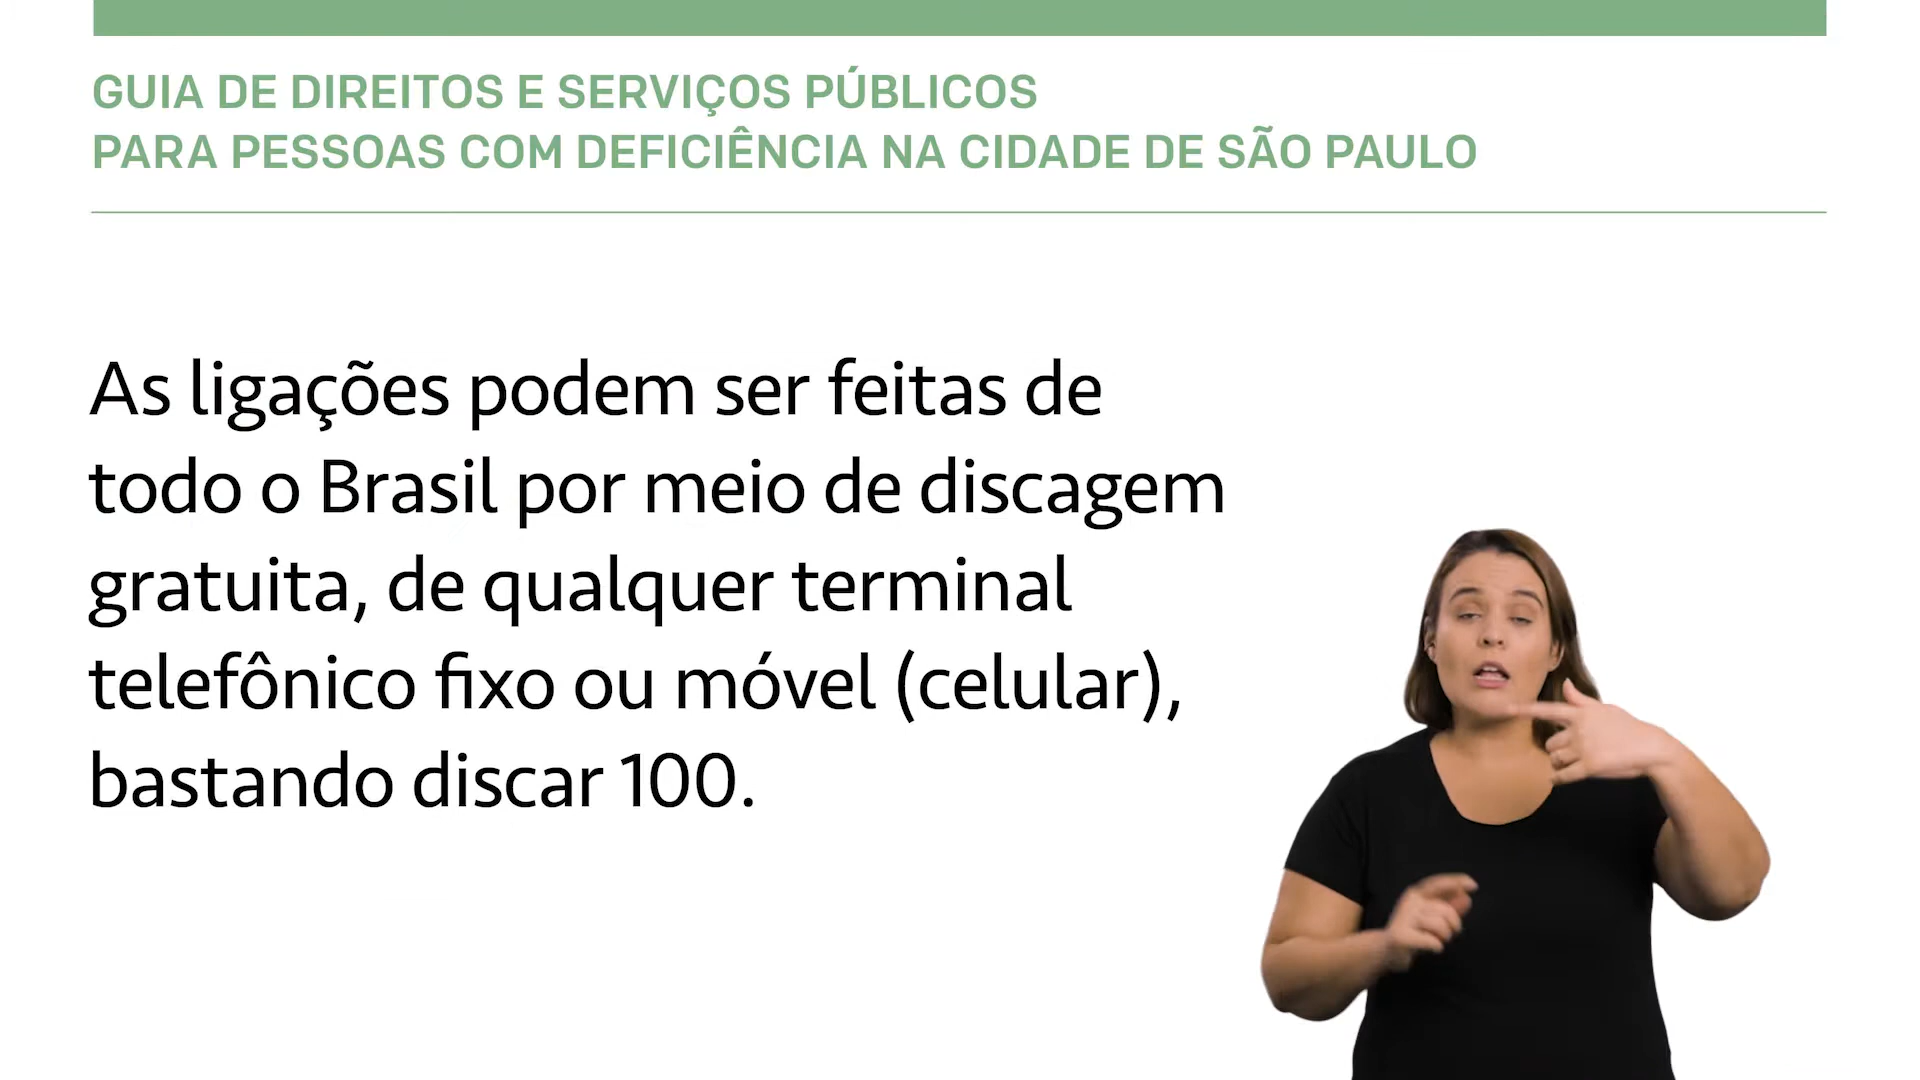 GUIA DE DIREITOS E SERVIÇOS PÚBLICOS
PARA PESSOAS COM DEFICIÊNCIA NA CIDADE DE SÃO PAULO
As ligações podem ser feitas de
todo o Brasil por meio de discagem
gratuita, de qualquer terminal
telefônico fixo ou móvel (celular),
bastando discar 100.